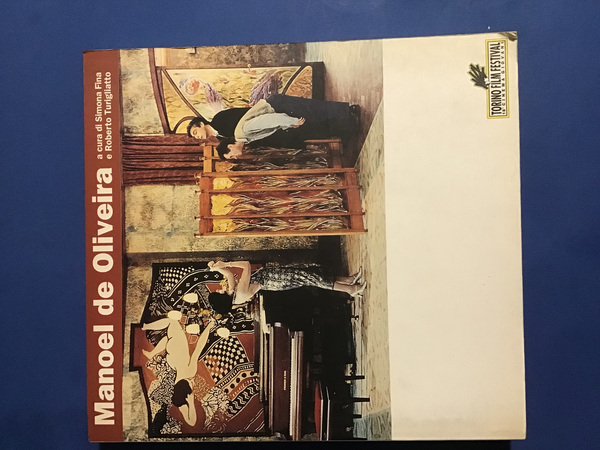 Manoel de Oliveira
a cura di Simona Fina
e Roberto Turigliatto
TORINO FILM FESTIVAL